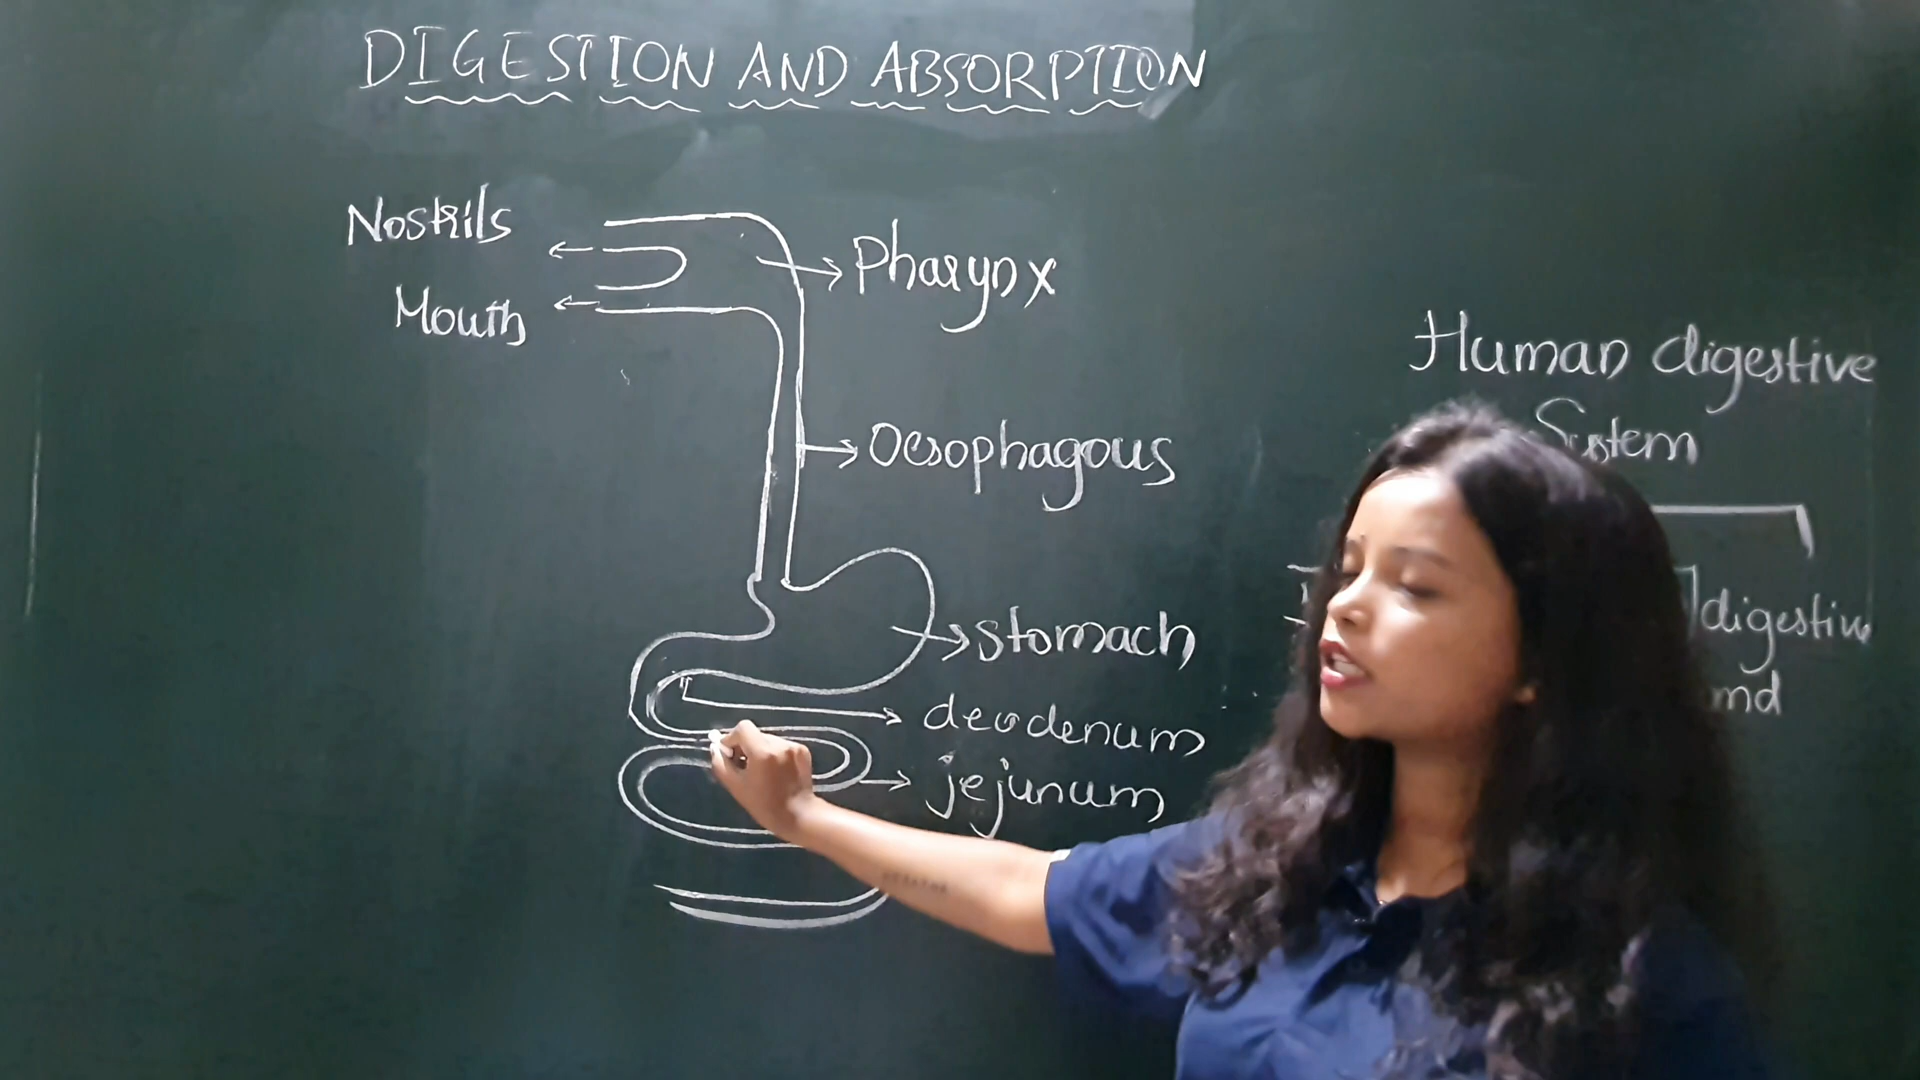 DIGESTION AND ABSORPTION
Nostrils
Mouth
Pharynx
Oesophagous
Stomach
deodenum
jejunum
Human digestive
System
digestive